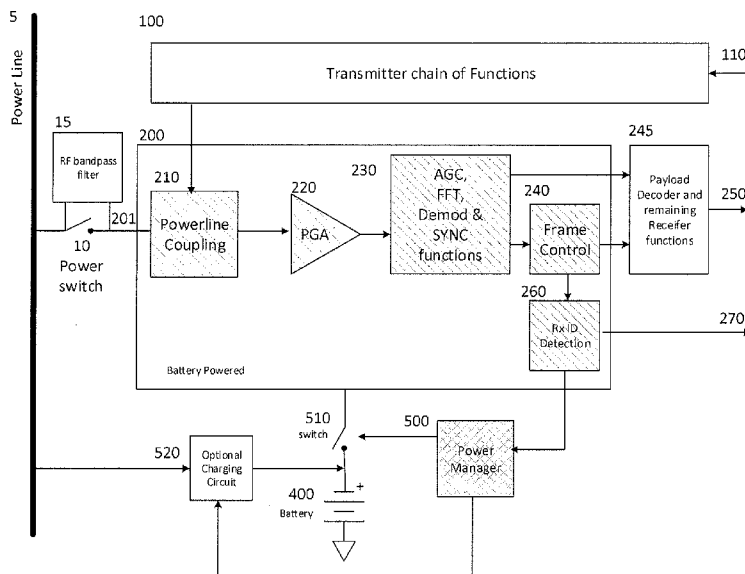 5
Power Line
100
Transmitter chain of Functions
110
15
RF bandpass
filter
201
10
Power
switch
200
210
Powerline
Coupling
220
PGA
230
AGC,
FFT,
Demod &
SYNC
functions
240
Frame
Control
245
Payload
Decoder and
remaining
Receifer
functions
250
260
Rx ID
Detection
270
Battery Powered
510
switch
500
Power
Manager
520
Optional
Charging
Circuit
400
Battery
+